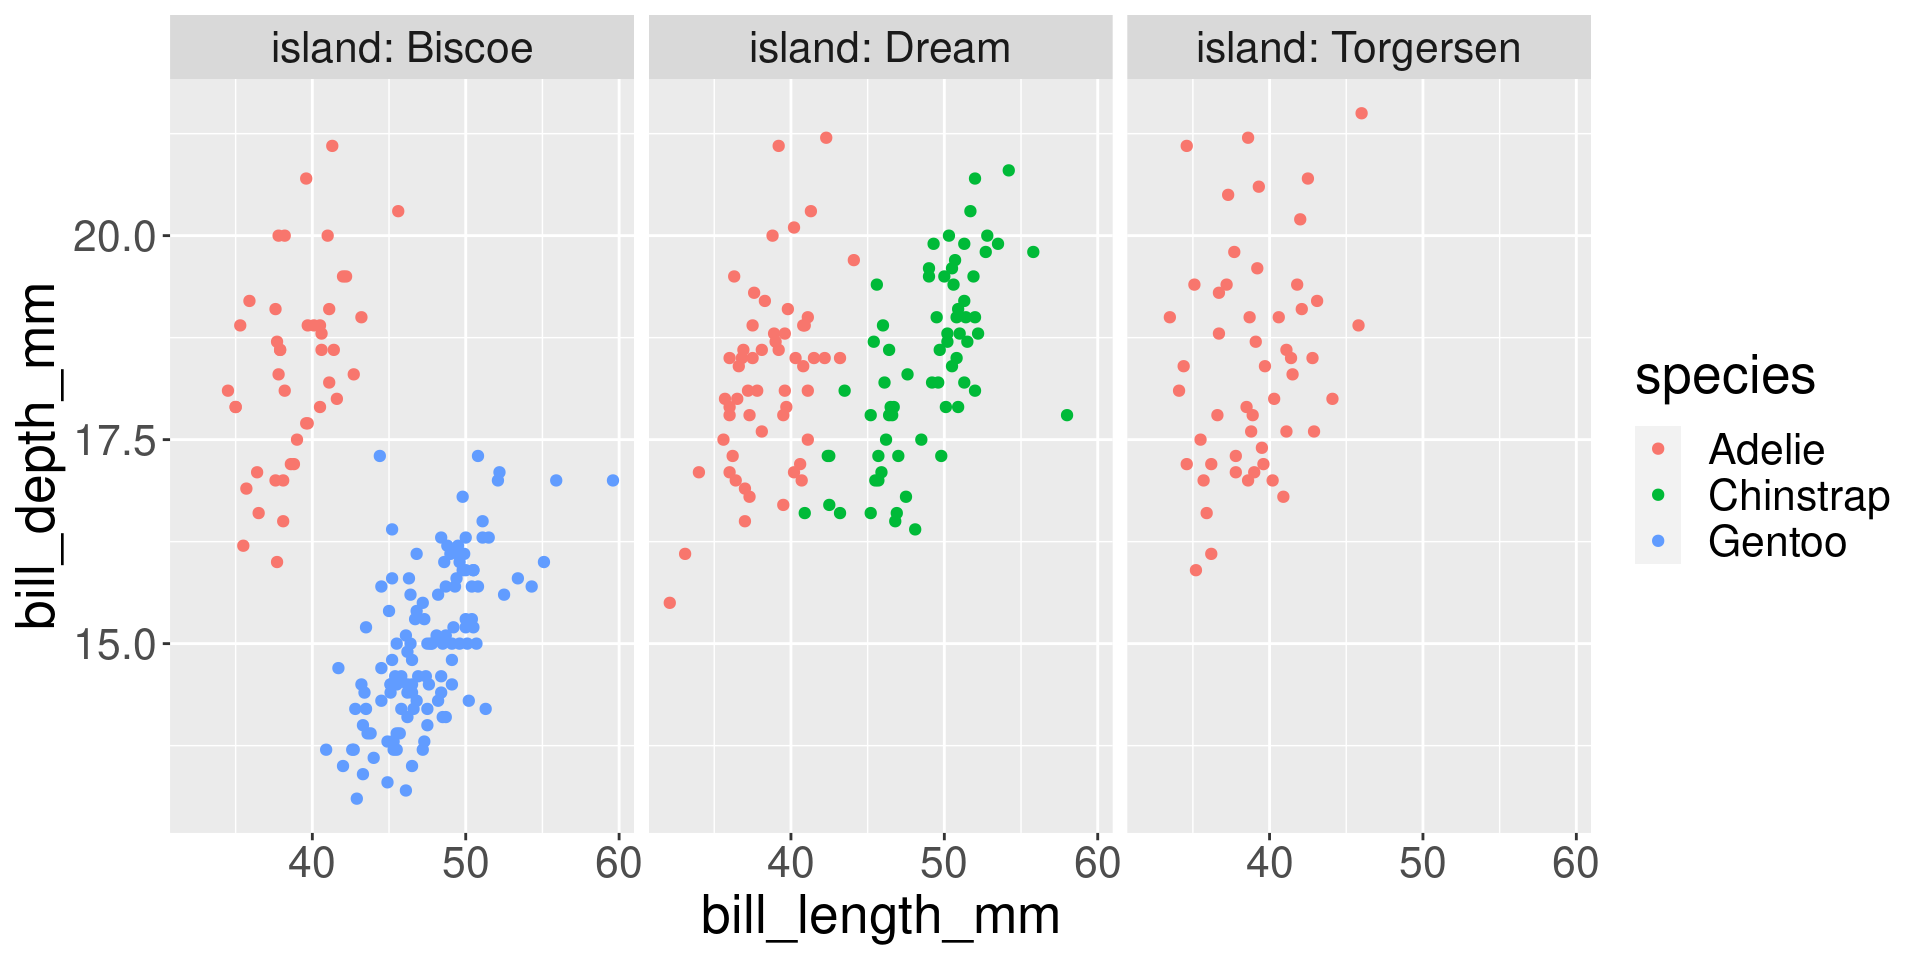 island: Biscoe
island: Dream
island: Torgersen
20.0
17.5
15.0
bill_depth_mm
40
50
60
40
50
60
40
50
60
bill_length_mm
species
Adelie
Chinstrap
Gentoo